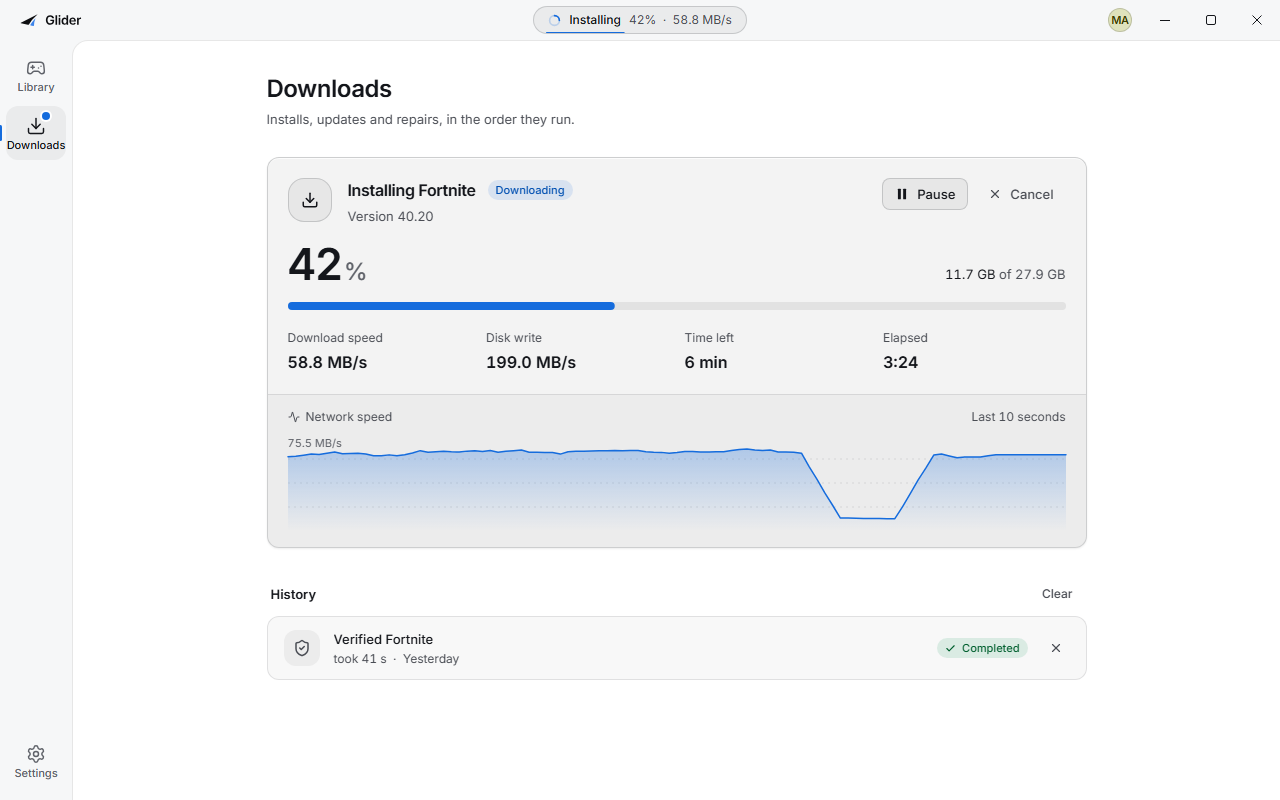 Glider
Installing 42% · 58.8 MB/s
MA
Library
Downloads
Settings
Downloads
Installs, updates and repairs, in the order they run.
Installing Fortnite
Downloading
Version 40.20
Pause
Cancel
42%
11.7 GB of 27.9 GB
Download speed
58.8 MB/s
Disk write
199.0 MB/s
Time left
6 min
Elapsed
3:24
Network speed
Last 10 seconds
75.5 MB/s
History
Clear
Verified Fortnite
took 41 s · Yesterday
Completed